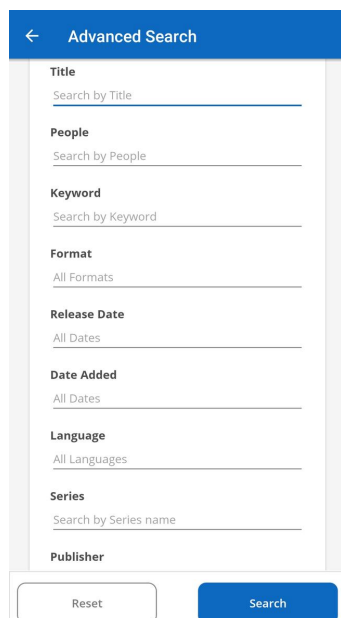 Advanced Search
Title
Search by Title
People
Search by People
Keyword
Search by Keyword
Format
All Formats
Release Date
All Dates
Date Added
All Dates
Language
All Languages
Series
Search by Series name
Publisher
Reset
Search